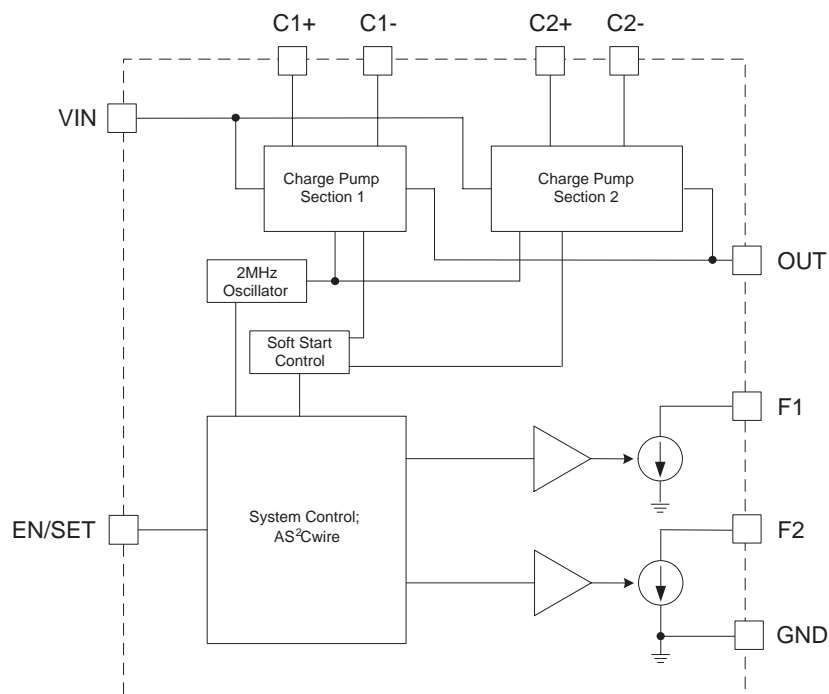 C1+
C1-
C2+
C2-
VIN
Charge Pump
Section 1
Charge Pump
Section 2
OUT
2MHz
Oscillator
Soft Start
Control
F1
EN/SET
System Control;
AS²Cwire
F2
GND